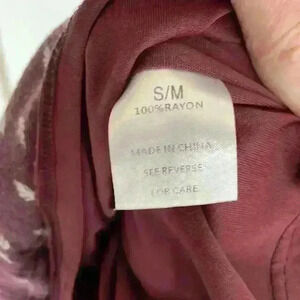 S/M
100%RAYON
MADE IN CHINA
SEE REVERSE
FOR CARE